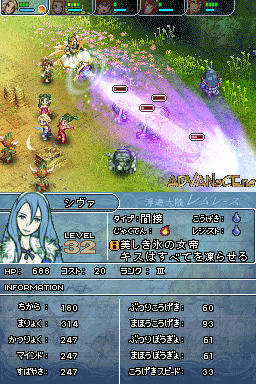 ADVANsCEne
浮遊大陸 レムレース
シヴァ
LEVEL
32
タイプ: 間接
こうげき:
じゃくてん:
レジスト:
美しき氷の女帝
キスはすべてを凍らせる
HP: 668 コスト: 20 ランク: Ⅲ
INFORMATION
ちから: 180
ぶつりこうげき: 60
まりょく: 314
まほうこうげき: 93
かつりょく: 247
ぶつりぼうぎょ: 61
マインド: 247
まほうぼうぎょ: 61
すばやさ: 247
こうげきスピード: 33